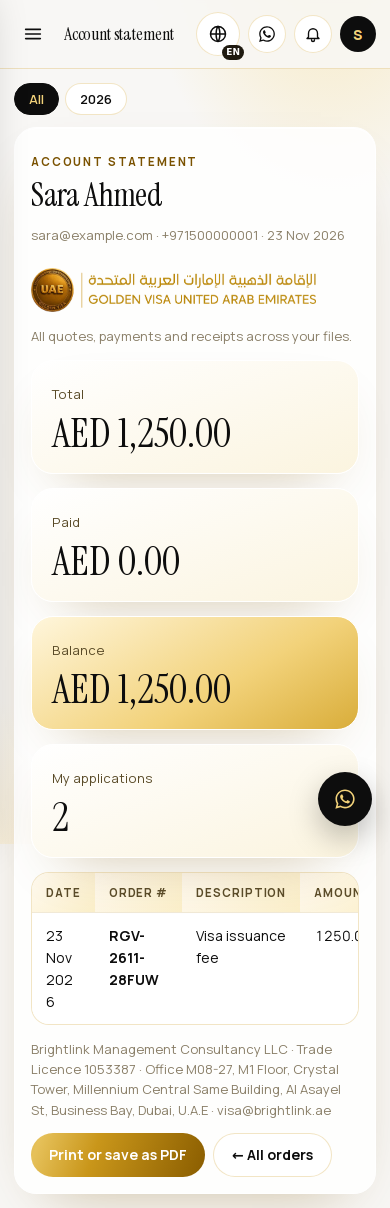 Account statement
EN
S
All
2026
ACCOUNT STATEMENT
Sara Ahmed
sara@example.com · +971500000001 · 23 Nov 2026
UAE
الإقامة الذهبية الإمارات العربية المتحدة
GOLDEN VISA UNITED ARAB EMIRATES
All quotes, payments and receipts across your files.
Total
AED 1,250.00
Paid
AED 0.00
Balance
AED 1,250.00
My applications
2
DATE ORDER # DESCRIPTION
23 RGV- Visa issuance
Nov 2611- fee
202 28FUW
6
Brightlink Management Consultancy LLC · Trade
Licence 1053387 · Office M08-27, M1 Floor, Crystal
Tower, Millennium Central Same Building, Al Asayel
St, Business Bay, Dubai, U.A.E · visa@brightlink.ae
Print or save as PDF
← All orders